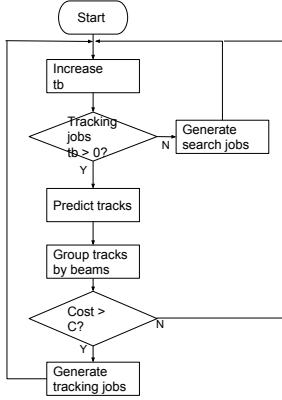 Start
Increase
tb
Tracking
jobs
tb > 0?
N
Generate
search jobs
Y
Predict tracks
Group tracks
by beams
Cost >
C?
N
Y
Generate
tracking jobs